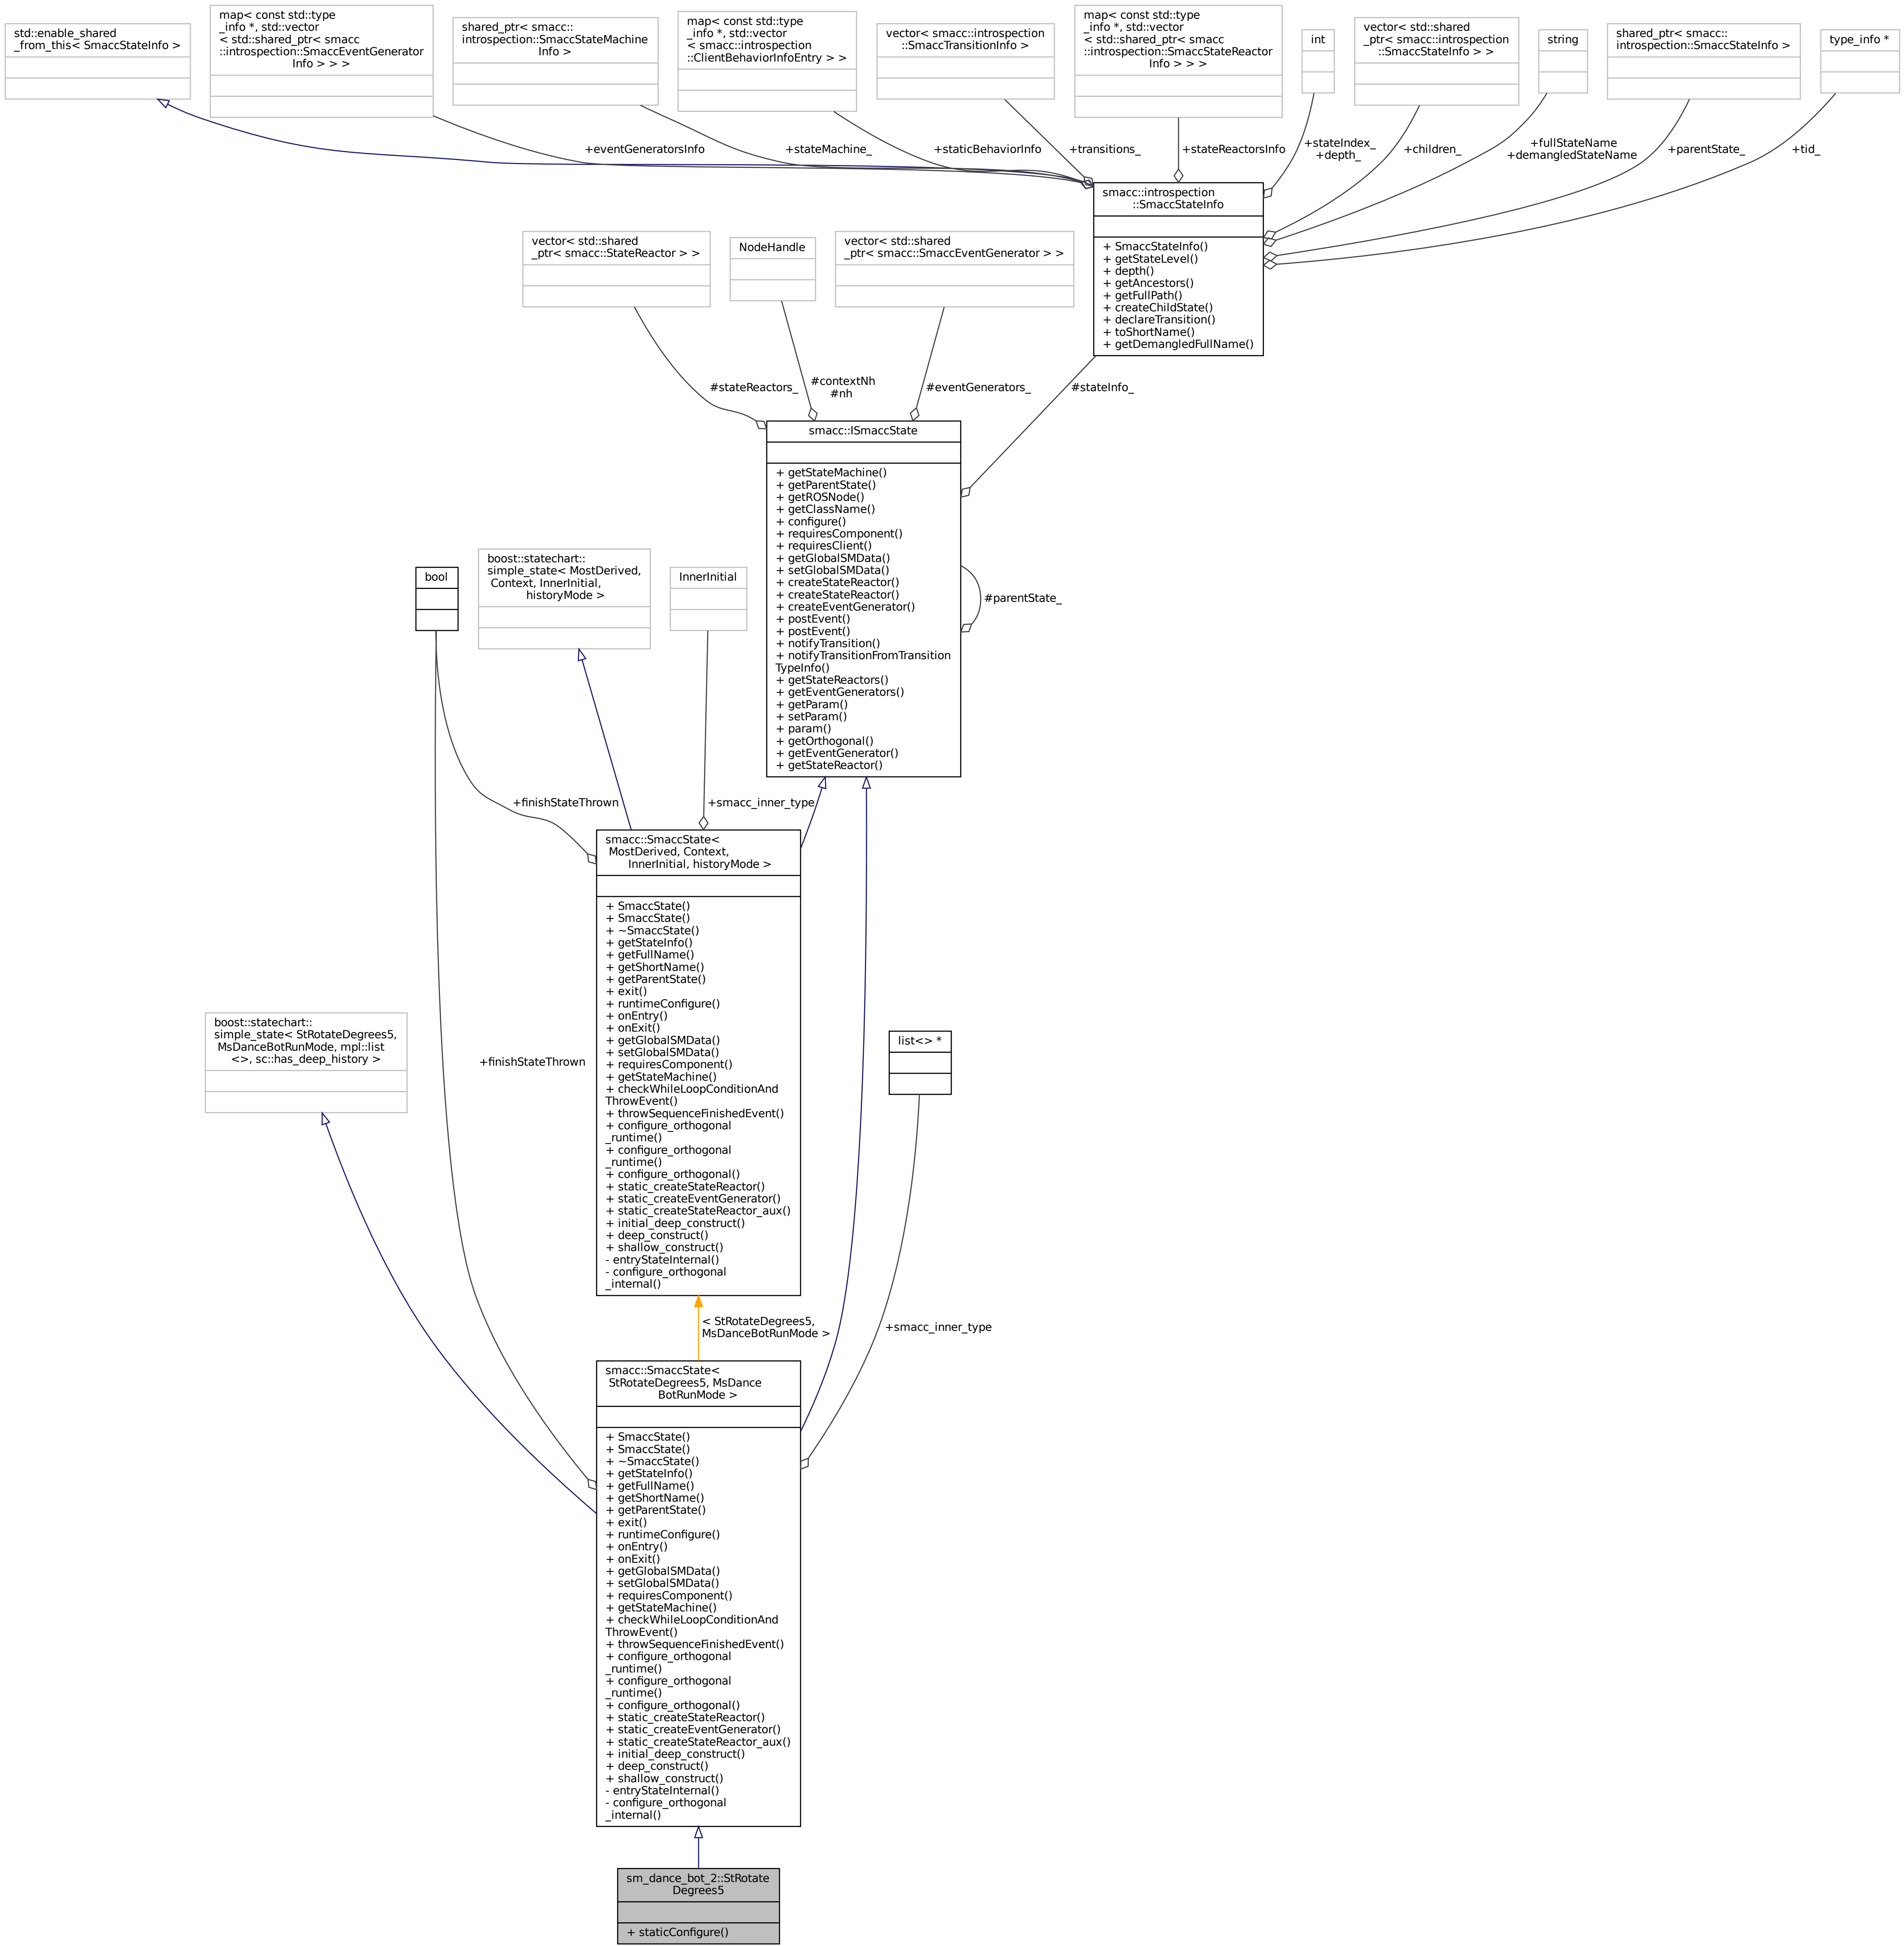 std::enable_shared
_from_this< SmaccStateInfo >
map< const std::type
_info *, std::vector
< std::shared_ptr< smacc
::introspection::SmaccEventGenerator
Info > > >
shared_ptr< smacc::
introspection::SmaccStateMachine
Info >
map< const std::type
_info *, std::vector
< smacc::introspection
::ClientBehaviorInfoEntry > >
vector< smacc::introspection
::SmaccTransitionInfo >
map< const std::type
_info *, std::vector
< std::shared_ptr< smacc
::introspection::SmaccStateReactor
Info > > >
int
vector< std::shared
_ptr< smacc::introspection
::SmaccStateInfo > >
string
shared_ptr< smacc::
introspection::SmaccStateInfo >
type_info *
+eventGeneratorsInfo
+stateMachine_
+staticBehaviorInfo
+transitions_
+stateReactorsInfo
+stateIndex_
+depth_
+children_
+fullStateName
+demangledStateName
+parentState_
+tid_
smacc::introspection
::SmaccStateInfo
+ SmaccStateInfo()
+ getStateLevel()
+ depth()
+ getAncestors()
+ getFullPath()
+ createChildState()
+ declareTransition()
+ toShortName()
+ getDemangledFullName()
vector< std::shared
_ptr< smacc::StateReactor > >
NodeHandle
vector< std::shared
_ptr< smacc::SmaccEventGenerator > >
#stateReactors_
#contextNh
#nh
#eventGenerators_
#stateInfo_
smacc::ISmaccState
+ getStateMachine()
+ getParentState()
+ getROSNode()
+ getClassName()
+ configure()
+ requiresComponent()
+ requiresClient()
+ getGlobalSMData()
+ setGlobalSMData()
+ createStateReactor()
+ createStateReactor()
+ createEventGenerator()
+ postEvent()
+ postEvent()
+ notifyTransition()
+ notifyTransitionFromTransition
TypeInfo()
+ getStateReactors()
+ getEventGenerators()
+ getParam()
+ setParam()
+ param()
+ getOrthogonal()
+ getEventGenerator()
+ getStateReactor()
#parentState_
bool
boost::statechart::
simple_state< MostDerived,
Context, InnerInitial,
historyMode >
InnerInitial
+finishStateThrown
+smacc_inner_type
smacc::SmaccState<
MostDerived, Context,
InnerInitial, historyMode >
+ SmaccState()
+ SmaccState()
+ ~SmaccState()
+ getStateInfo()
+ getFullName()
+ getShortName()
+ getParentState()
+ exit()
+ runtimeConfigure()
+ onEntry()
+ onExit()
+ getGlobalSMData()
+ setGlobalSMData()
+ requiresComponent()
+ getStateMachine()
+ checkWhileLoopConditionAnd
ThrowEvent()
+ throwSequenceFinishedEvent()
+ configure_orthogonal
_runtime()
+ configure_orthogonal
_runtime()
+ configure_orthogonal()
+ static_createStateReactor()
+ static_createEventGenerator()
+ static_createStateReactor_aux()
+ initial_deep_construct()
+ deep_construct()
+ shallow_construct()
- entryStateInternal()
- configure_orthogonal
_internal()
boost::statechart::
simple_state< StRotateDegrees5,
MsDanceBotRunMode, mpl::list
<>, sc::has_deep_history >
+finishStateThrown
list<> *
< StRotateDegrees5,
MsDanceBotRunMode >
+smacc_inner_type
smacc::SmaccState<
StRotateDegrees5, MsDance
BotRunMode >
+ SmaccState()
+ SmaccState()
+ ~SmaccState()
+ getStateInfo()
+ getFullName()
+ getShortName()
+ getParentState()
+ exit()
+ runtimeConfigure()
+ onEntry()
+ onExit()
+ getGlobalSMData()
+ setGlobalSMData()
+ requiresComponent()
+ getStateMachine()
+ checkWhileLoopConditionAnd
ThrowEvent()
+ throwSequenceFinishedEvent()
+ configure_orthogonal
_runtime()
+ configure_orthogonal
_runtime()
+ configure_orthogonal()
+ static_createStateReactor()
+ static_createEventGenerator()
+ static_createStateReactor_aux()
+ initial_deep_construct()
+ deep_construct()
+ shallow_construct()
- entryStateInternal()
- configure_orthogonal
_internal()
sm_dance_bot_2::StRotate
Degrees5
+ staticConfigure()